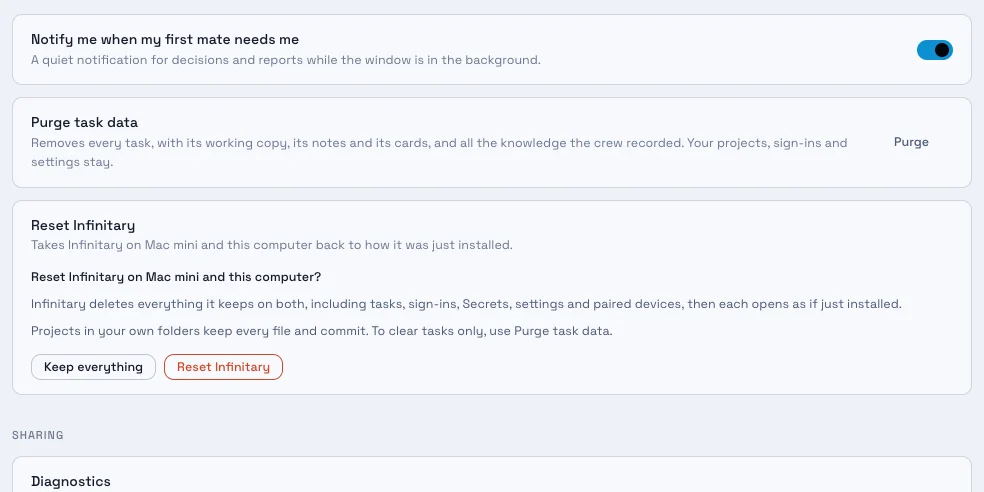 Notify me when my first mate needs me
A quiet notification for decisions and reports while the window is in the background.
Purge task data
Removes every task, with its working copy, its notes and its cards, and all the knowledge the crew recorded. Your projects, sign-ins and
settings stay.
Purge
Reset Infinitary
Takes Infinitary on Mac mini and this computer back to how it was just installed.
Reset Infinitary on Mac mini and this computer?
Infinitary deletes everything it keeps on both, including tasks, sign-ins, Secrets, settings and paired devices, then each opens as if just installed.
Projects in your own folders keep every file and commit. To clear tasks only, use Purge task data.
Keep everything
Reset Infinitary
SHARING
Diagnostics